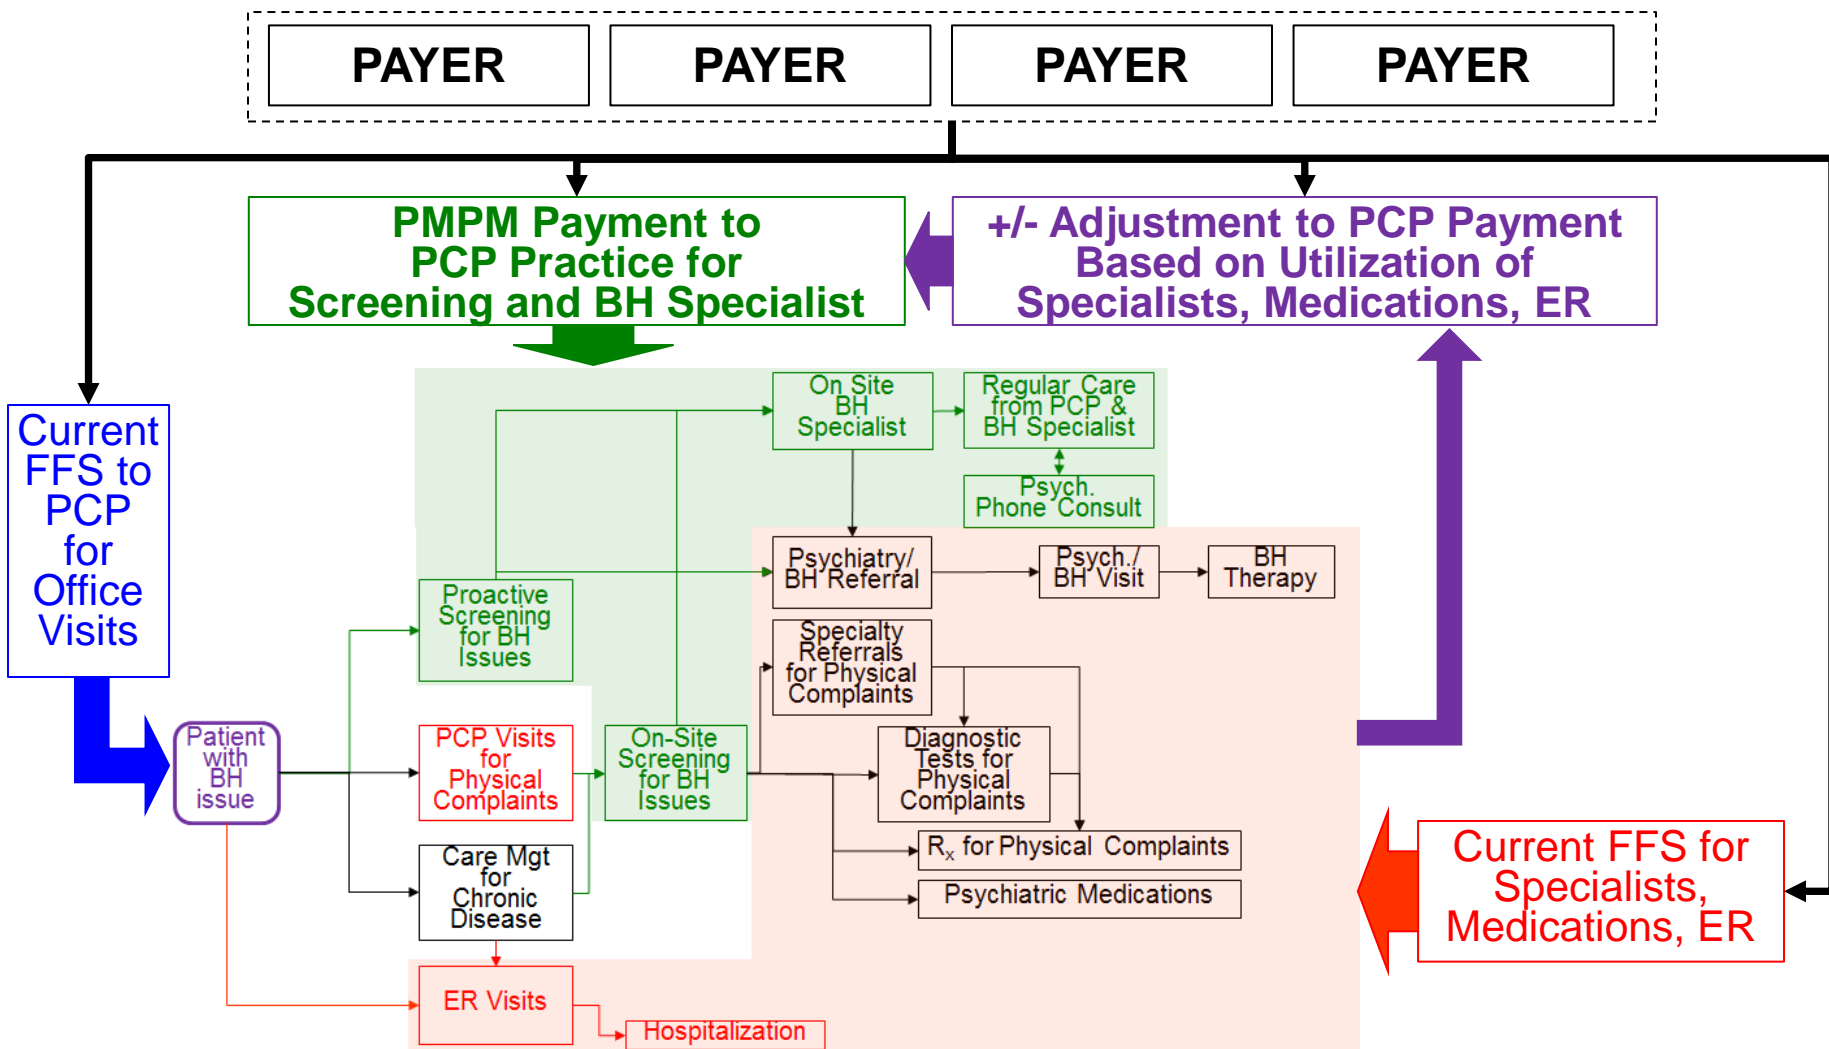 PAYER
PAYER
PAYER
PAYER
PMPM Payment to
PCP Practice for
Screening and BH Specialist
+/- Adjustment to PCP Payment
Based on Utilization of
Specialists, Medications, ER
Current
FFS to
PCP
for
Office
Visits
On Site
BH
Specialist
Regular Care
from PCP &
BH Specialist
Psych.
Phone Consult
Psychiatry/
BH Referral
Psych./
BH Visit
BH
Therapy
Proactive
Screening
for BH
Issues
Specialty
Referrals
for Physical
Complaints
Patient
with
BH
issue
PCP Visits
for
Physical
Complaints
On-Site
Screening
for BH
Issues
Diagnostic
Tests for
Physical
Complaints
Rx for Physical Complaints
Care Mgt
for
Chronic
Disease
Psychiatric Medications
Current FFS for
Specialists,
Medications, ER
ER Visits
Hospitalization